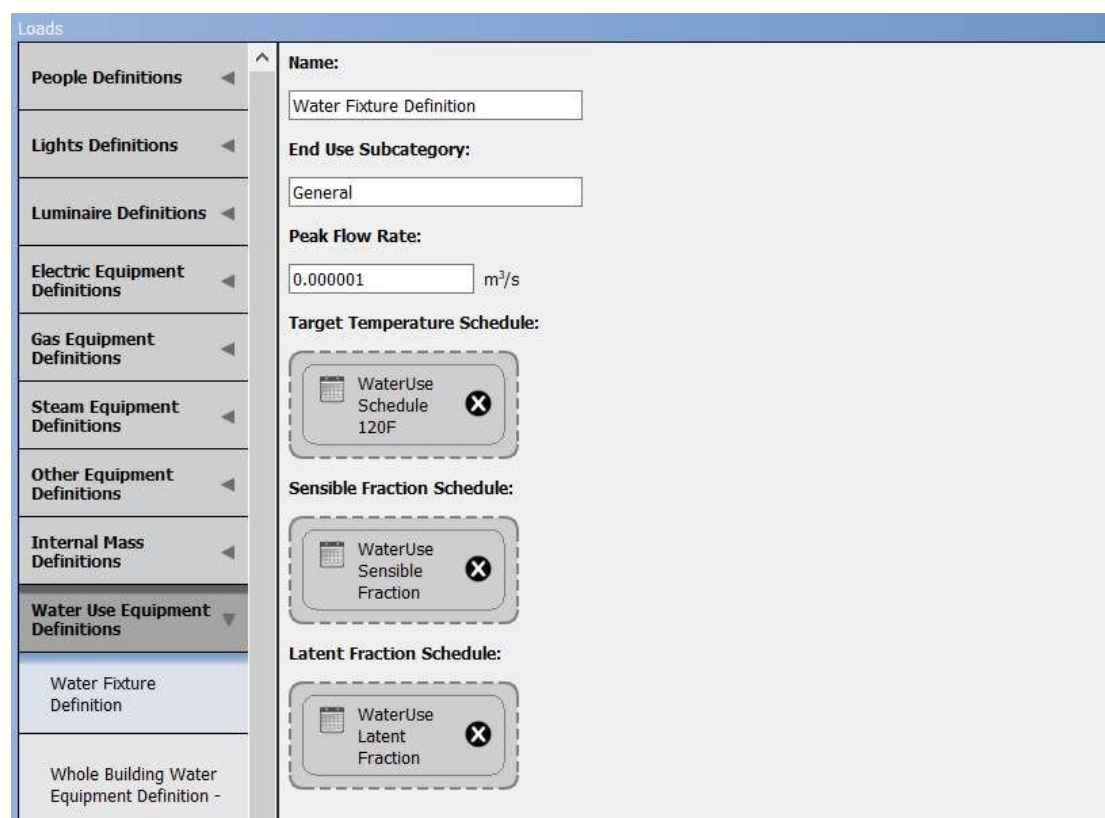 Loads
People Definitions
Lights Definitions
Luminaire Definitions
Electric Equipment
Definitions
Gas Equipment
Definitions
Steam Equipment
Definitions
Other Equipment
Definitions
Internal Mass
Definitions
Water Use Equipment
Definitions
Water Fixture
Definition
Whole Building Water
Equipment Definition -
Name:
Water Fixture Definition
End Use Subcategory:
General
Peak Flow Rate:
0.000001 m³/s
Target Temperature Schedule:
WaterUse
Schedule
120F
Sensible Fraction Schedule:
WaterUse
Sensible
Fraction
Latent Fraction Schedule:
WaterUse
Latent
Fraction